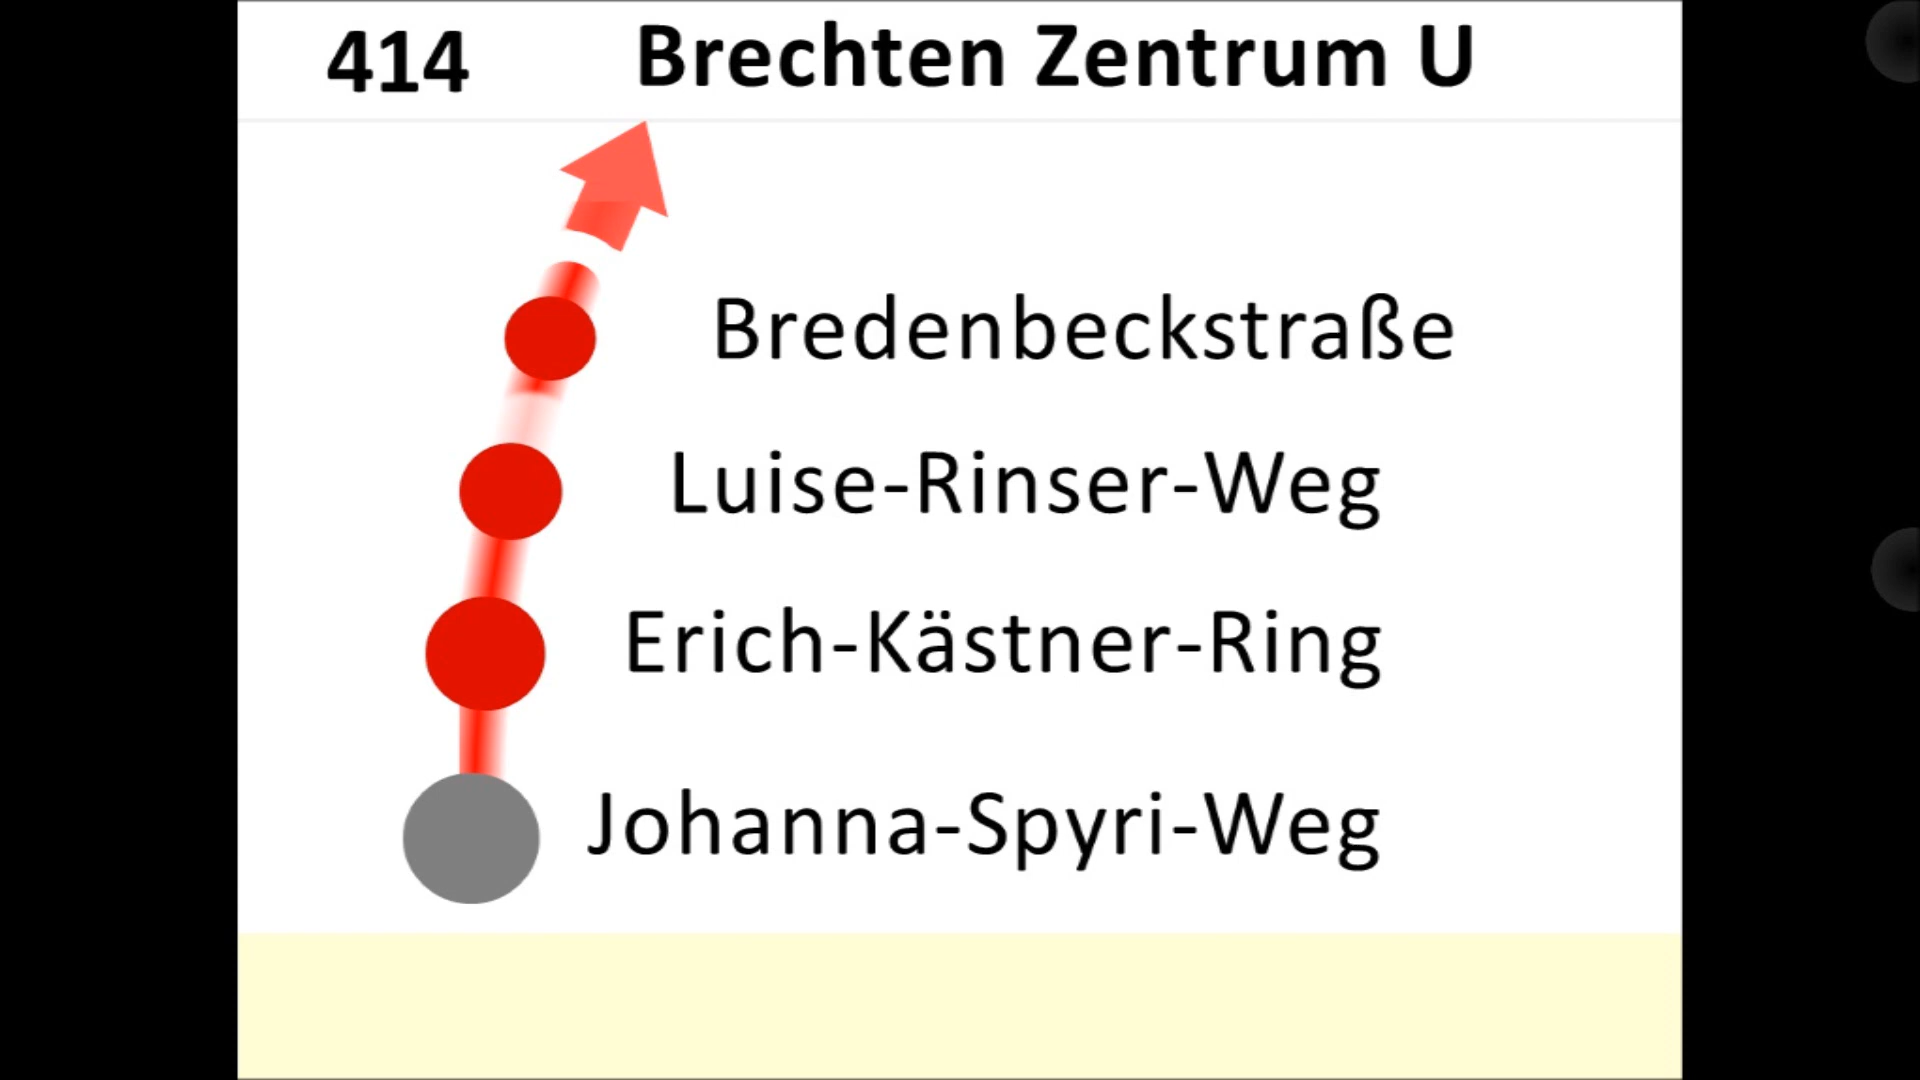 414 Brechten Zentrum U
Bredenbeckstraße
Luise-Rinser-Weg
Erich-Kästner-Ring
Johanna-Spyri-Weg